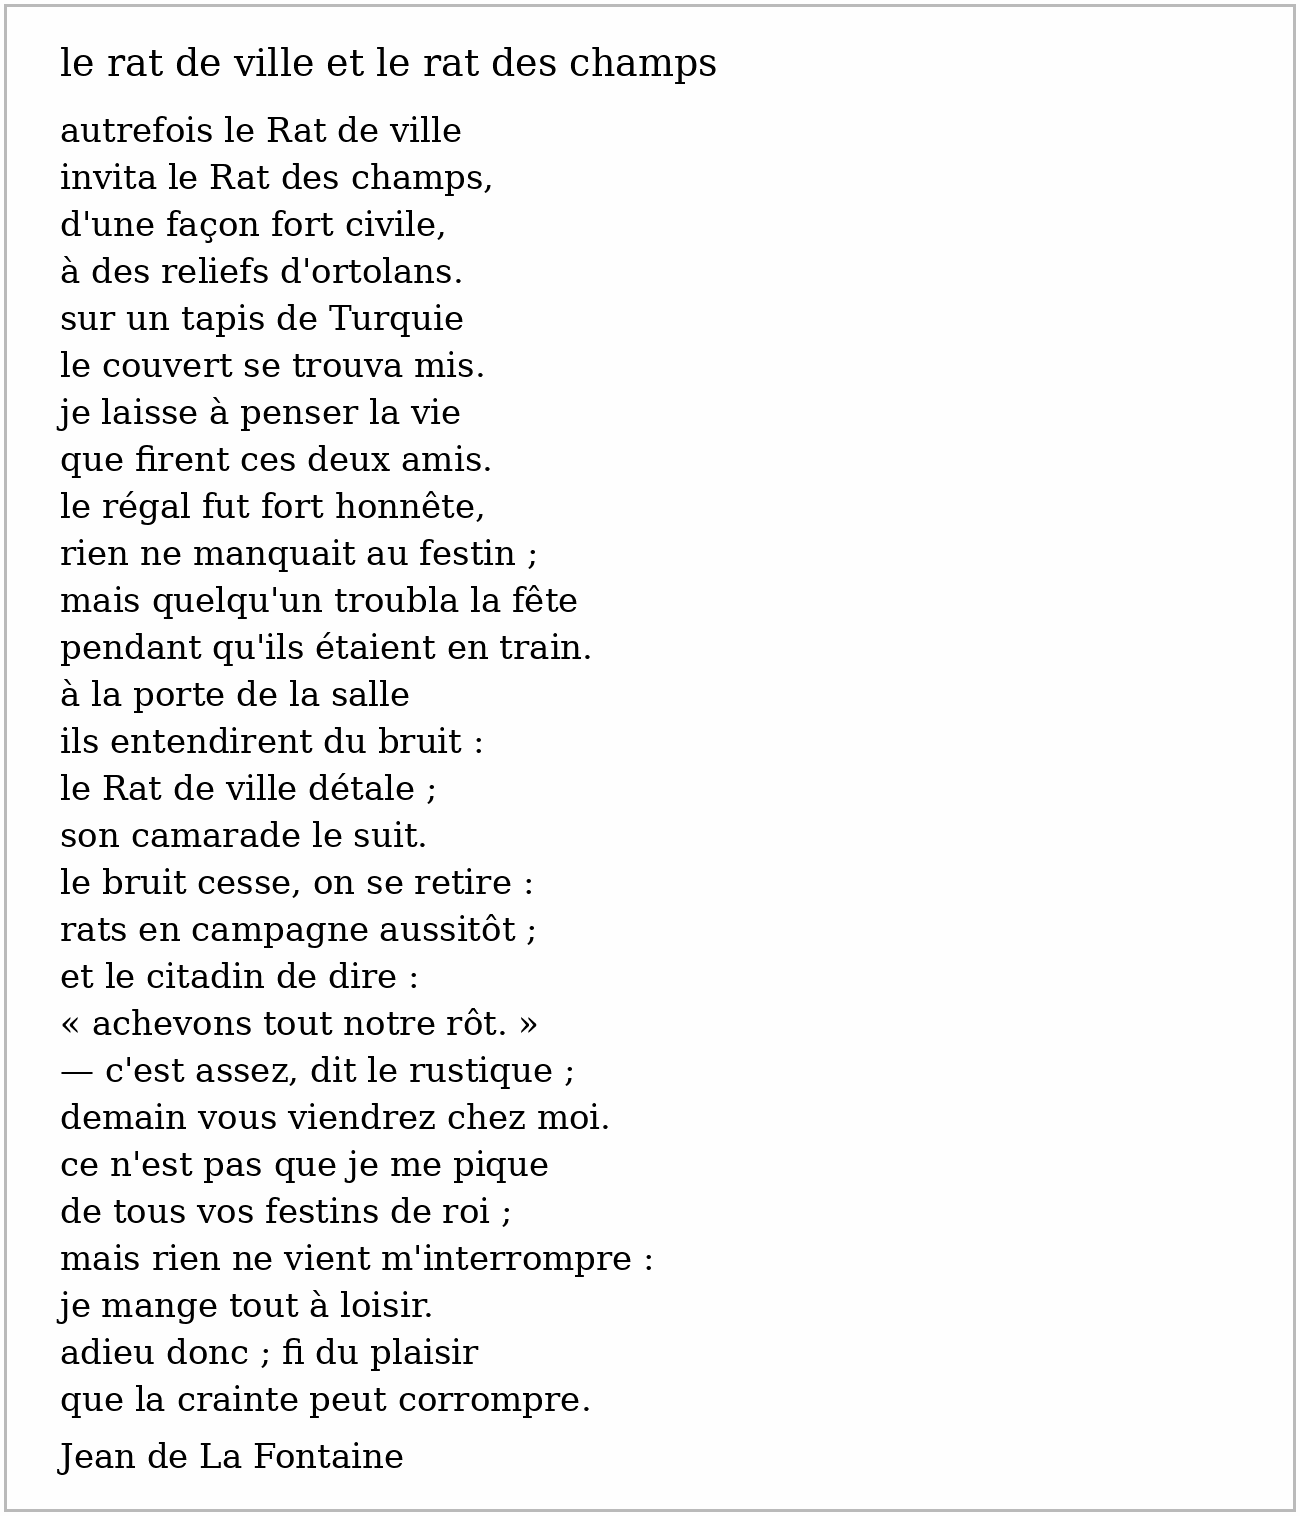 le rat de ville et le rat des champs
autrefois le Rat de ville
invita le Rat des champs,
d'une façon fort civile,
à des reliefs d'ortolans.
sur un tapis de Turquie
le couvert se trouva mis.
je laisse à penser la vie
que firent ces deux amis.
le régal fut fort honnête,
rien ne manquait au festin ;
mais quelqu'un troubla la fête
pendant qu'ils étaient en train.
à la porte de la salle
ils entendirent du bruit :
le Rat de ville détale ;
son camarade le suit.
le bruit cesse, on se retire :
rats en campagne aussitôt ;
et le citadin de dire :
« achevons tout notre rôt. »
— c'est assez, dit le rustique ;
demain vous viendrez chez moi.
ce n'est pas que je me pique
de tous vos festins de roi ;
mais rien ne vient m'interrompre :
je mange tout à loisir.
adieu donc ; fi du plaisir
que la crainte peut corrompre.
Jean de La Fontaine